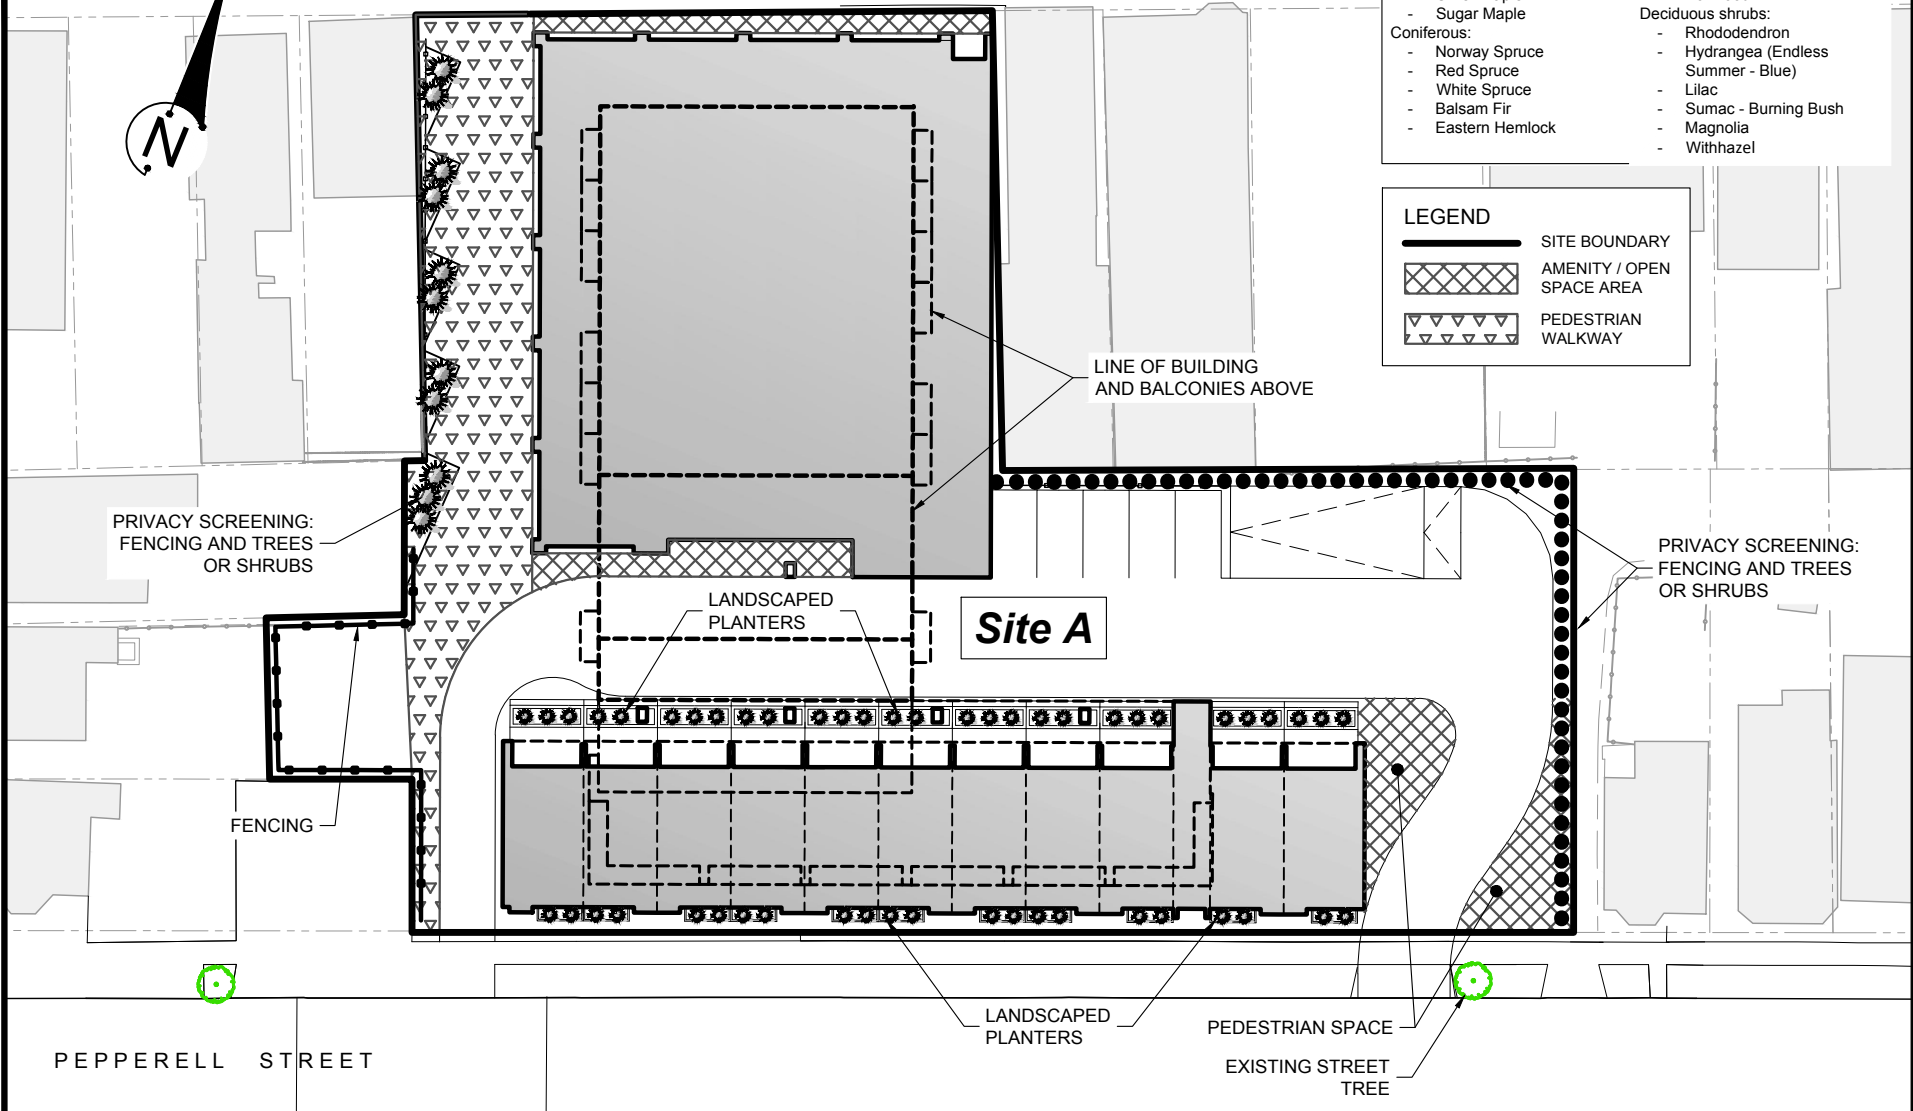 - Sugar Maple
Coniferous:
- Norway Spruce
- Red Spruce
- White Spruce
- Balsam Fir
- Eastern Hemlock
Deciduous shrubs:
- Rhododendron
- Hydrangea (Endless
Summer - Blue)
- Lilac
- Sumac - Burning Bush
- Magnolia
- Withhazel
N
LEGEND
SITE BOUNDARY
AMENITY / OPEN
SPACE AREA
PEDESTRIAN
WALKWAY
LINE OF BUILDING
AND BALCONIES ABOVE
PRIVACY SCREENING:
FENCING AND TREES
OR SHRUBS
PRIVACY SCREENING:
FENCING AND TREES
OR SHRUBS
LANDSCAPED
PLANTERS
Site A
FENCING
LANDSCAPED
PLANTERS
PEDESTRIAN SPACE
EXISTING STREET
TREE
PEPPERELL STREET